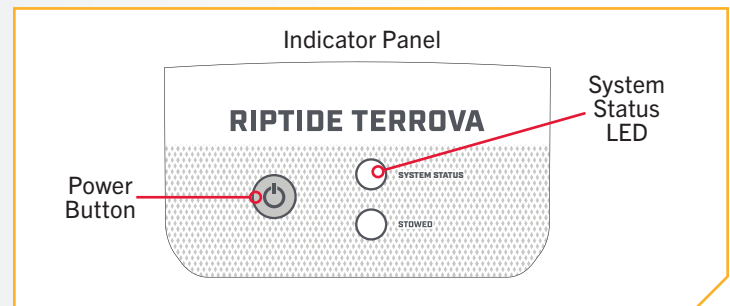 Indicator Panel
System
Status
LED
RIPTIDE TERROVA
SYSTEM STATUS
Power
Button
STOWED